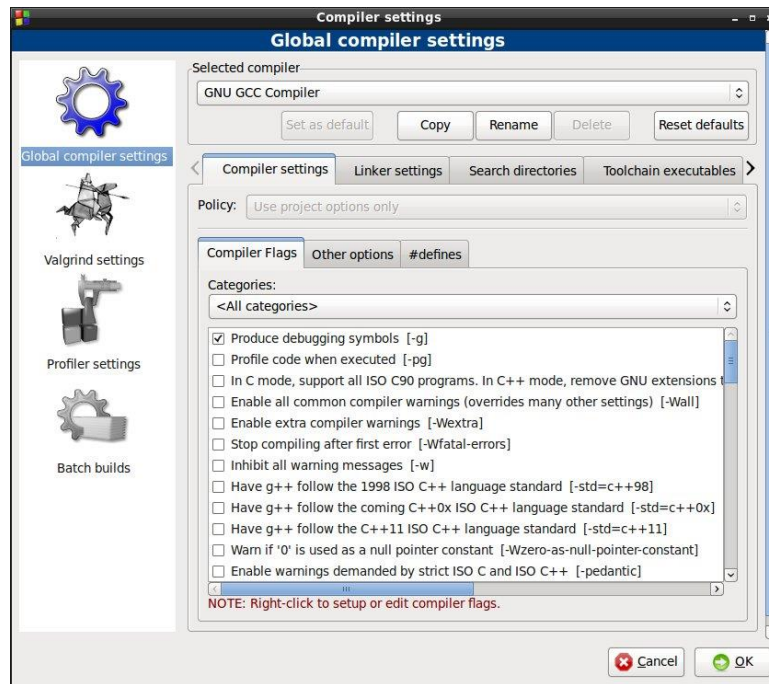 Compiler settings
Global compiler settings
Selected compiler
GNU GCC Compiler
Set as default
Copy
Rename
Delete
Reset defaults
Global compiler settings
Valgrind settings
Profiler settings
Batch builds
Compiler settings
Linker settings
Search directories
Toolchain executables
Policy:
Use project options only
Compiler Flags
Other options
#defines
Categories:
<All categories>
Produce debugging symbols [-g]
Profile code when executed [-pg]
In C mode, support all ISO C90 programs. In C++ mode, remove GNU extensions t
Enable all common compiler warnings (overrides many other settings) [-Wall]
Enable extra compiler warnings [-Wextra]
Stop compiling after first error [-Wfatal-errors]
Inhibit all warning messages [-w]
Have g++ follow the 1998 ISO C++ language standard [-std=c++98]
Have g++ follow the coming C++0x ISO C++ language standard [-std=c++0x]
Have g++ follow the C++11 ISO C++ language standard [-std=c++11]
Warn if '0' is used as a null pointer constant [-Wzero-as-null-pointer-constant]
Enable warnings demanded by strict ISO C and ISO C++ [-pedantic]
NOTE: Right-click to setup or edit compiler flags.
Cancel
OK